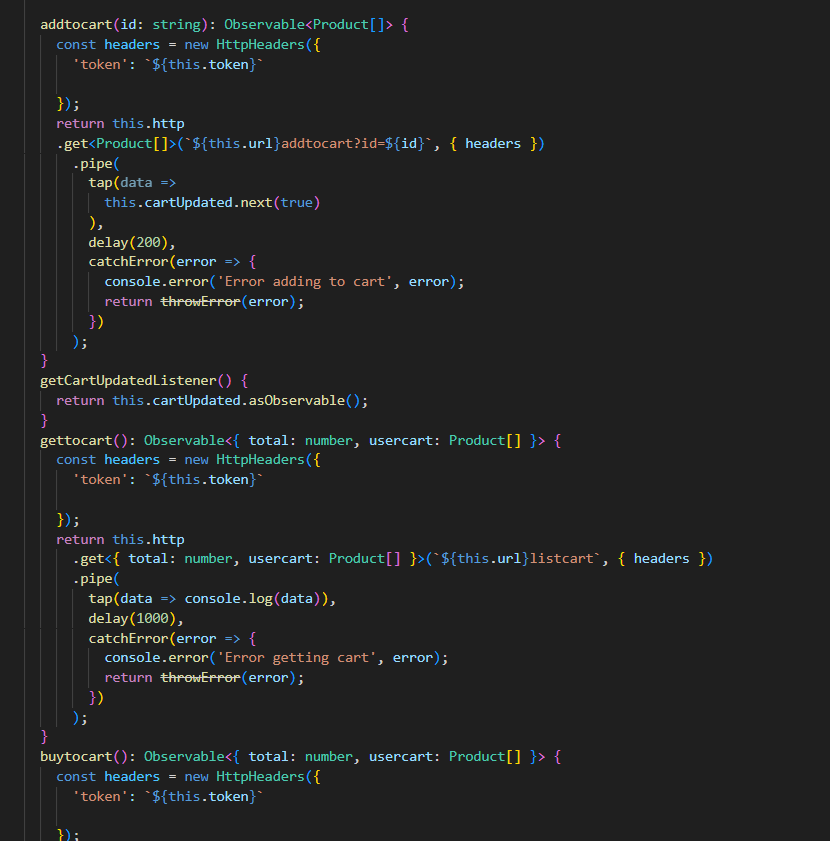 addtocart(id: string): Observable<Product[]> {
const headers = new HttpHeaders({
'token': `${this.token}`
});
return this.http
.get<Product[]>(`${this.url}addtocart?id=${id}`, { headers })
.pipe(
tap(data =>
this.cartUpdated.next(true)
),
delay(200),
catchError(error => {
console.error('Error adding to cart', error);
return throwError(error);
})
);
}
getCartUpdatedListener() {
return this.cartUpdated.asObservable();
}
gettocart(): Observable<{ total: number, usercart: Product[] }> {
const headers = new HttpHeaders({
'token': `${this.token}`
});
return this.http
.get<{ total: number, usercart: Product[] }>(`${this.url}listcart`, { headers })
.pipe(
tap(data => console.log(data)),
delay(1000),
catchError(error => {
console.error('Error getting cart', error);
return throwError(error);
})
);
}
buytocart(): Observable<{ total: number, usercart: Product[] }> {
const headers = new HttpHeaders({
'token': `${this.token}`
});